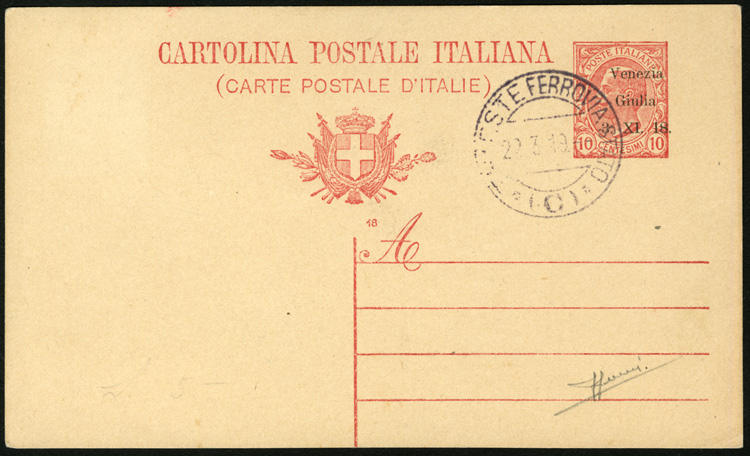 CARTOLINA POSTALE ITALIANA
(CARTE POSTALE D'ITALIE)
POSTE ITALIANE
Venezia
Giulia
3. XI. 18.
10 CENTESIMI 10
FERROVIA
22.3.19
(C)
18
A
5-